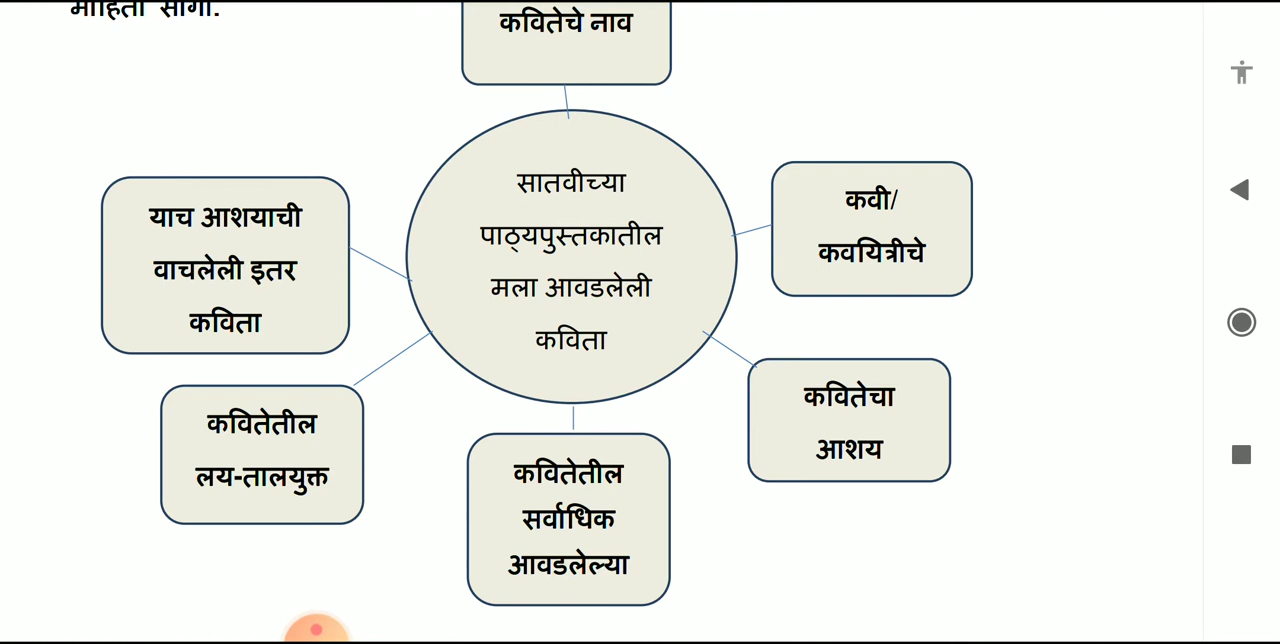 माहिती सांगा.
कवितेचे नाव
सातवीच्या
पाठ्यपुस्तकातील
मला आवडलेली
कविता
कवी/
कवयित्रीचे
कवितेचा
आशय
कवितेतील
सर्वाधिक
आवडलेल्या
कवितेतील
लय-तालयुक्त
याच आशयाची
वाचलेली इतर
कविता